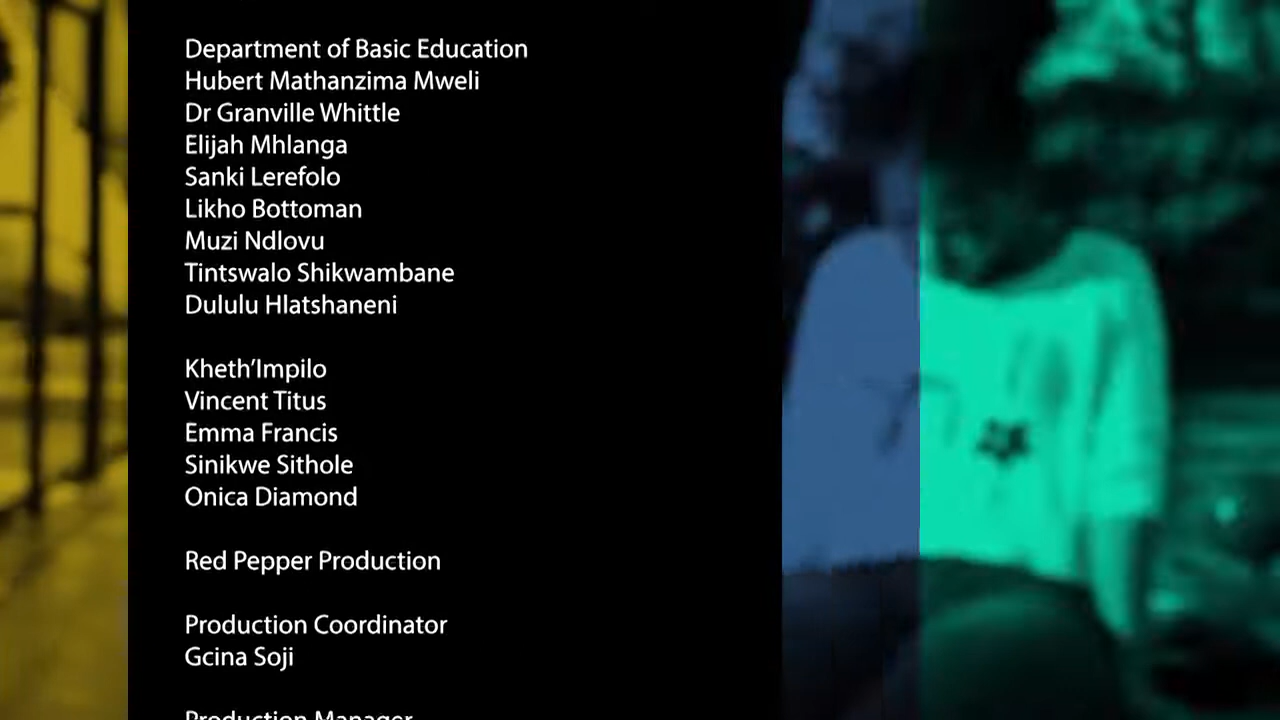 Department of Basic Education
Hubert Mathanzima Mweli
Dr Granville Whittle
Elijah Mhlanga
Sanki Lerefolo
Likho Bottoman
Muzi Ndlovu
Tintswalo Shikwambane
Dululu Hlatshaneni
Kheth’Impilo
Vincent Titus
Emma Francis
Sinikwe Sithole
Onica Diamond
Red Pepper Production
Production Coordinator
Gcina Soji
Production Manager